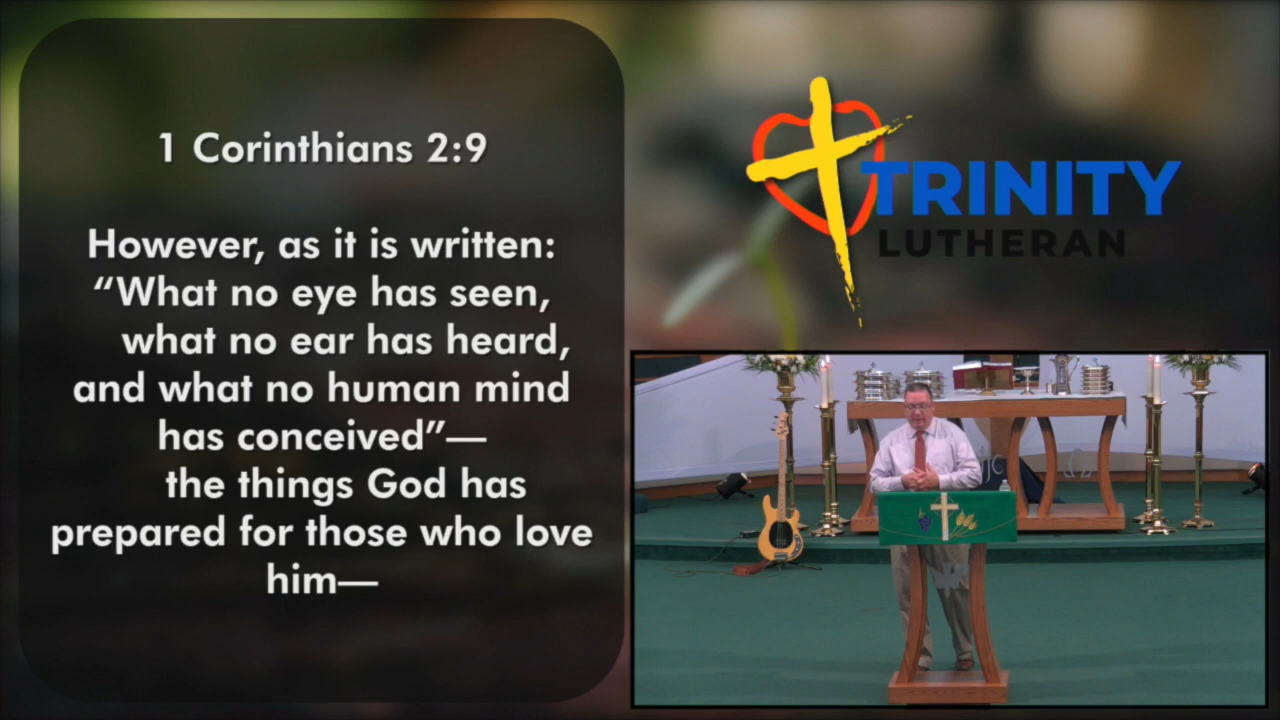 1 Corinthians 2:9
However, as it is written:
“What no eye has seen,
what no ear has heard,
and what no human mind
has conceived”—
the things God has
prepared for those who love
him—
TRINITY
LUTHERAN